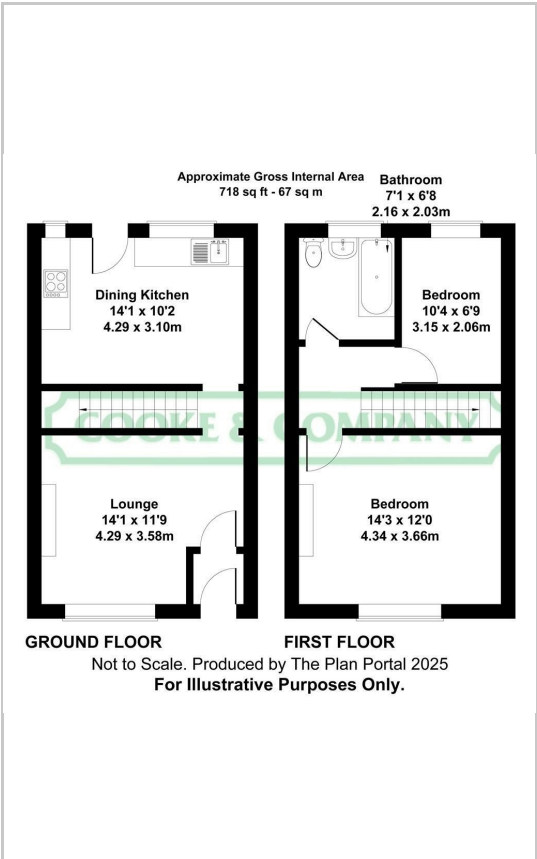 Approximate Gross Internal Area
718 sq ft - 67 sq m
Bathroom
7'1 x 6'8
2.16 x 2.03m
Dining Kitchen
14'1 x 10'2
4.29 x 3.10m
Bedroom
10'4 x 6'9
3.15 x 2.06m
COOKE & COMPANY
Lounge
14'1 x 11'9
4.29 x 3.58m
Bedroom
14'3 x 12'0
4.34 x 3.66m
GROUND FLOOR
FIRST FLOOR
Not to Scale. Produced by The Plan Portal 2025
For Illustrative Purposes Only.